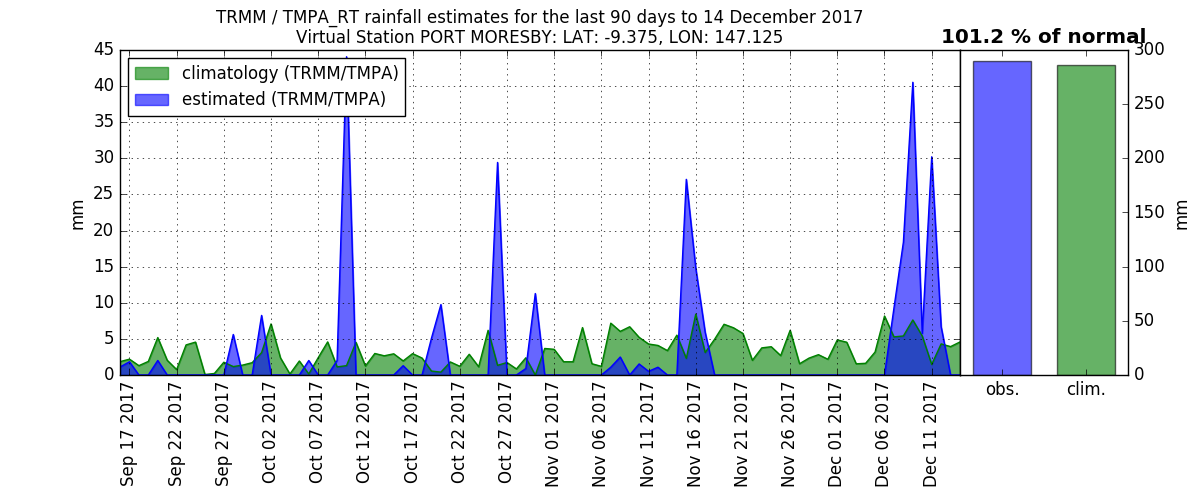 TRMM / TMPA_RT rainfall estimates for the last 90 days to 14 December 2017
Virtual Station PORT MORESBY: LAT: -9.375, LON: 147.125
101.2 % of normal
climatology (TRMM/TMPA)
estimated (TRMM/TMPA)
45
40
35
30
25
20
15
10
5
0
mm
Sep 17 2017
Sep 22 2017
Sep 27 2017
Oct 02 2017
Oct 07 2017
Oct 12 2017
Oct 17 2017
Oct 22 2017
Oct 27 2017
Nov 01 2017
Nov 06 2017
Nov 11 2017
Nov 16 2017
Nov 21 2017
Nov 26 2017
Dec 01 2017
Dec 06 2017
Dec 11 2017
obs.
clim.
300
250
200
150
100
50
0
mm